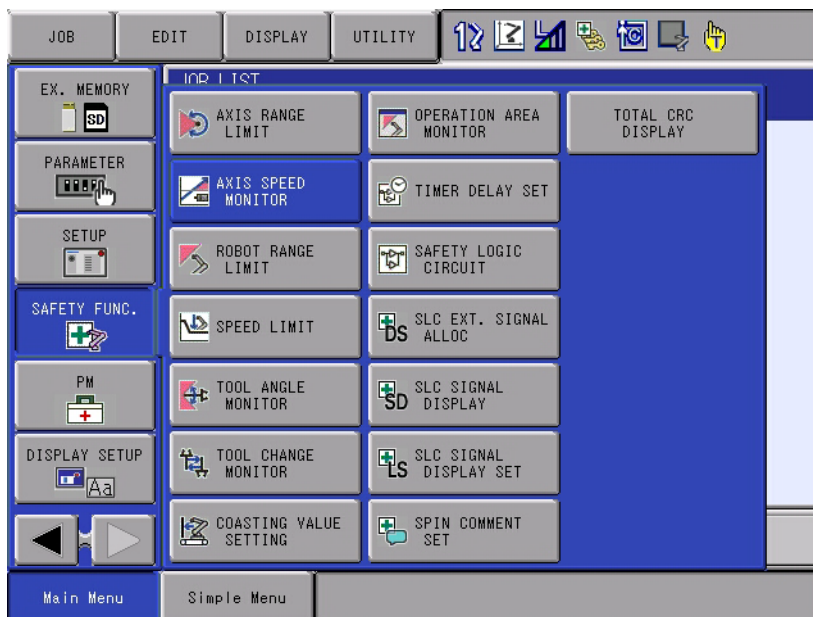 JOB
EDIT
DISPLAY
UTILITY
JOB LIST
EX. MEMORY
SD
PARAMETER
SETUP
SAFETY FUNC.
PM
DISPLAY SETUP
Aa
AXIS RANGE
LIMIT
AXIS SPEED
MONITOR
ROBOT RANGE
LIMIT
SPEED LIMIT
TOOL ANGLE
MONITOR
TOOL CHANGE
MONITOR
COASTING VALUE
SETTING
OPERATION AREA
MONITOR
TIMER DELAY SET
SAFETY LOGIC
CIRCUIT
DS
SLC EXT. SIGNAL
ALLOC
SD
SLC SIGNAL
DISPLAY
LS
SLC SIGNAL
DISPLAY SET
SPIN COMMENT
SET
TOTAL CRC
DISPLAY
Main Menu
Simple Menu